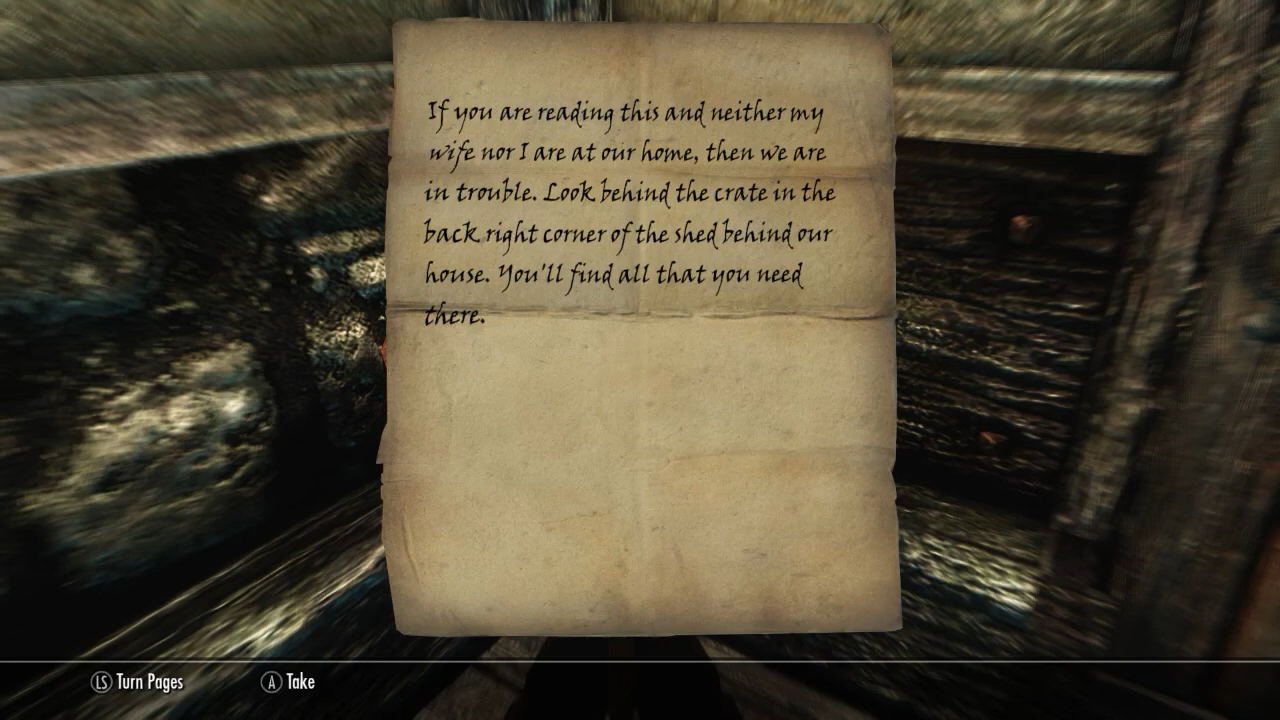 If you are reading this and neither my
wife nor I are at our home, then we are
in trouble. Look behind the crate in the
back right corner of the shed behind our
house. You'll find all that you need
there.
LS Turn Pages
A Take